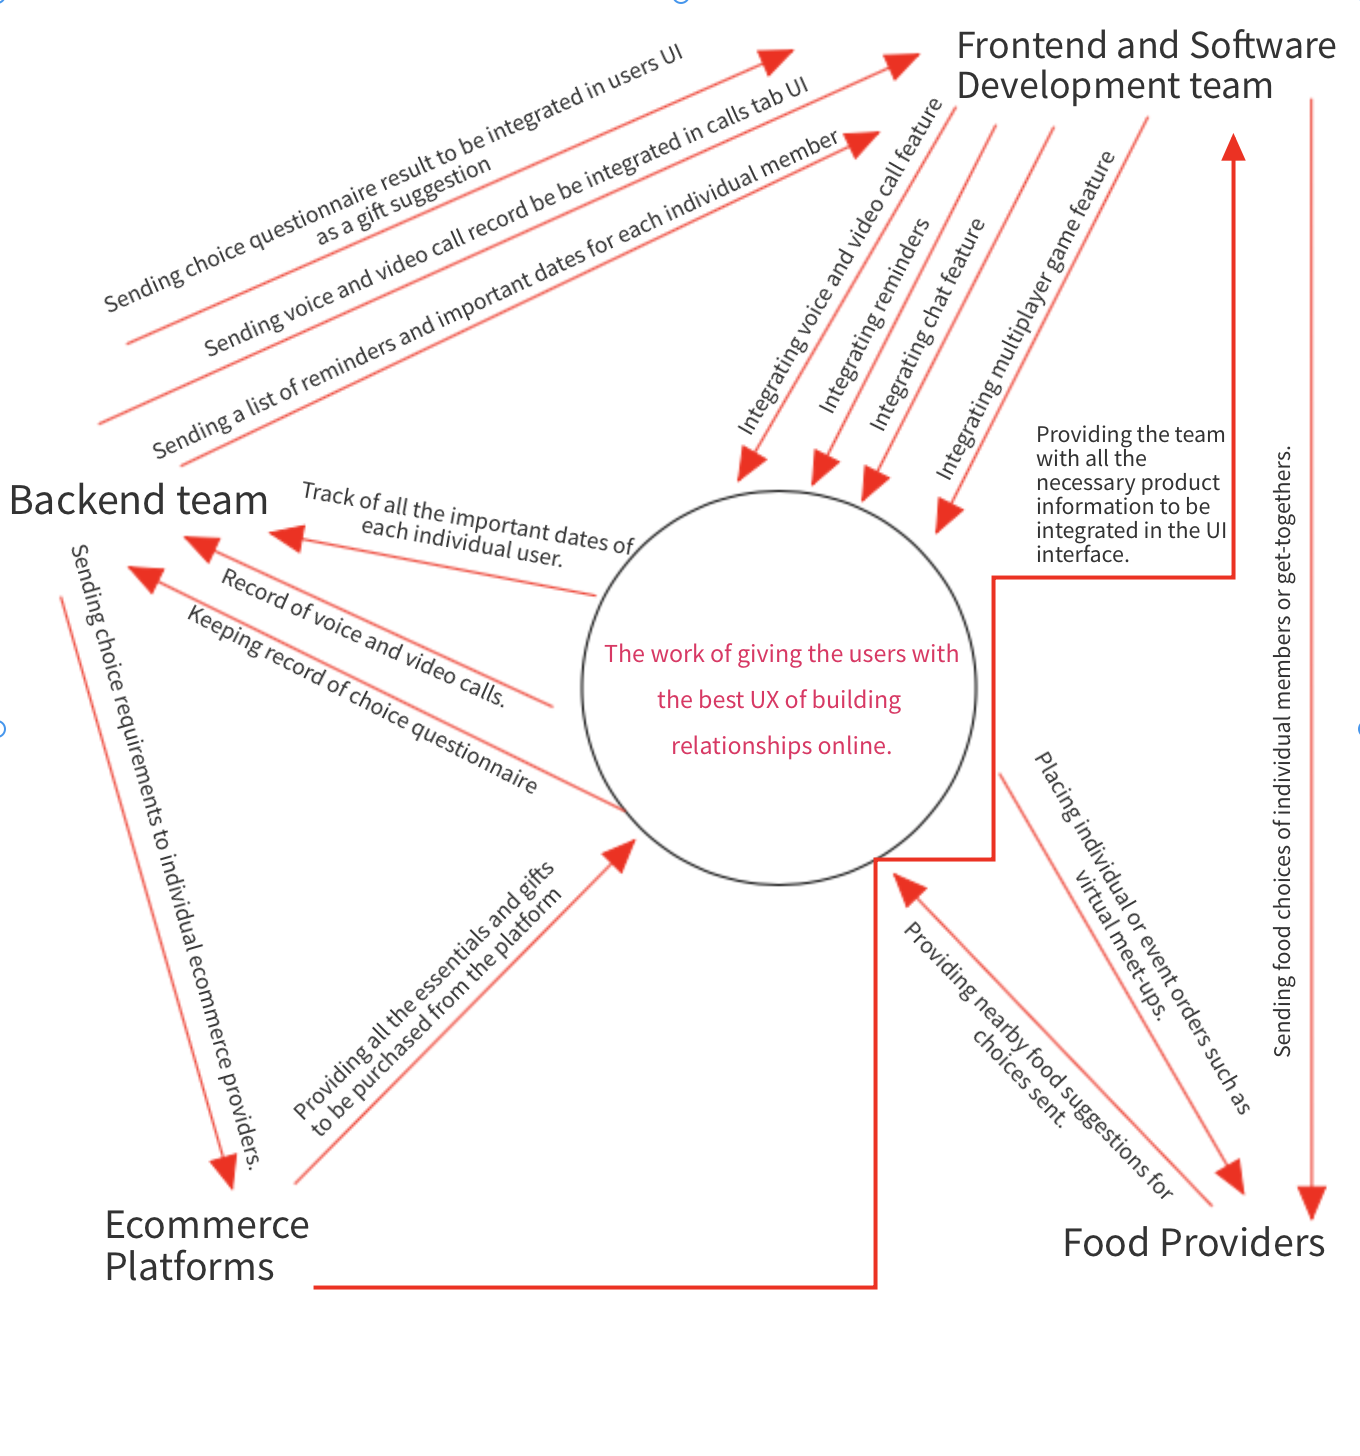 Frontend and Software
Development team
Sending choice questionnaire result to be integrated in users UI
as a gift suggestion
Sending voice and video call record be be integrated in calls tab UI
Sending a list of reminders and important dates for each individual member
Integrating voice and video call feature
Integrating reminders
Integrating chat feature
Integrating multiplayer game feature
Providing the team
with all the
necessary product
information to be
integrated in the UI
interface.
Sending food choices of individual members or get-togethers.
Backend team
Track of all the important dates of
each individual user.
Record of voice and video calls.
Keeping record of choice questionnaire
Sending choice requirements to individual ecommerce providers.
The work of giving the users with
the best UX of building
relationships online.
Placing individual or event orders such as
virtual meet-ups.
Providing all the essentials and gifts
to be purchased from the platform
Providing nearby food suggestions for
choices sent.
Ecommerce
Platforms
Food Providers